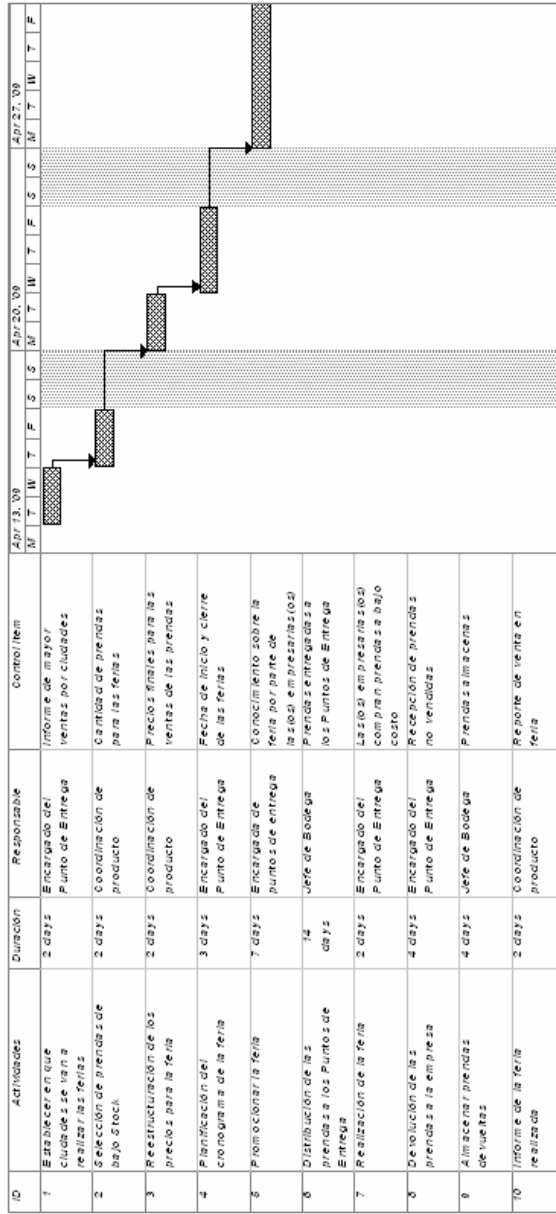 ID Actividades Duración Responsable Control Item Apr 13, '09 Apr 20, '09 Apr 27, '09
M T W T F S S M T W T F S S M T W T F
1 Establecer en que 2 days Encargado del Informe de mayor
ciudades se van a Punto de Entrega ventas por ciudades
realizar las ferias
2 Selección de prendas de 2 days Coordinación de Cantidad de prendas
bajo Stock producto para las ferias
3 Reestructuración de los 2 days Coordinación de Precios finales para las
precios para la feria producto ventas de las prendas
4 Planificación del 3 days Encargado del Fecha de inicio y cierre
cronograma de la feria Punto de Entrega de las ferias
5 Promocionar la feria 7 days Encargada de Conocimiento sobre la
puntos de entrega feria por parte de
las(os) empresarias(os)
6 Distribución de las 14 Jefe de Bodega Prendas entregadas a
prendas a los Puntos de days los Puntos de Entrega
Entrega
7 Realización de la feria 2 days Encargado del Las(os) empresarias(os)
Punto de Entrega compran prendas a bajo
costo
8 Devolución de las 4 days Encargado del Recepción de prendas
prendas a la empresa Punto de Entrega no vendidas
9 Almacenar prendas 4 days Jefe de Bodega Prendas almacenas
devueltas
10 Informe de la feria 2 days Coordinación de Reporte de venta en
realizada producto feria